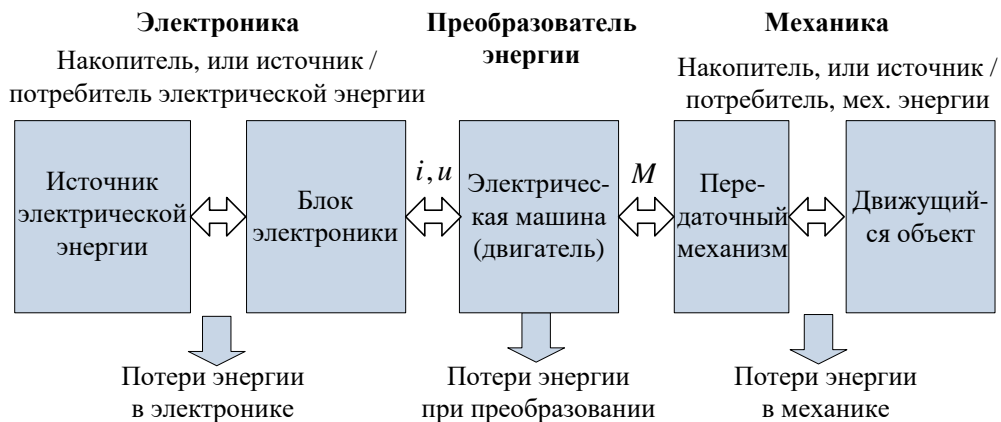 Электроника
Накопитель, или источник /
потребитель электрической энергии
Преобразователь
энергии
Механика
Накопитель, или источник /
потребитель, мех. энергии
Источник
электрической
энергии
Блок
электроники
i,u
Электричес-
кая машина
(двигатель)
M
Пере-
даточный
механизм
Движущий-
ся объект
Потери энергии
в электронике
Потери энергии
при преобразовании
Потери энергии
в механике